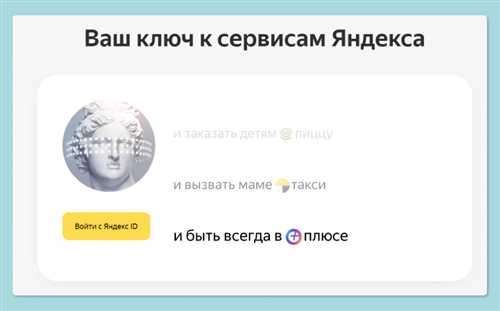 Ваш ключ к сервисам Яндекса
и заказать детям пиццу
и вызвать маме такси
Войти с Яндекс ID
и быть всегда в плюсе